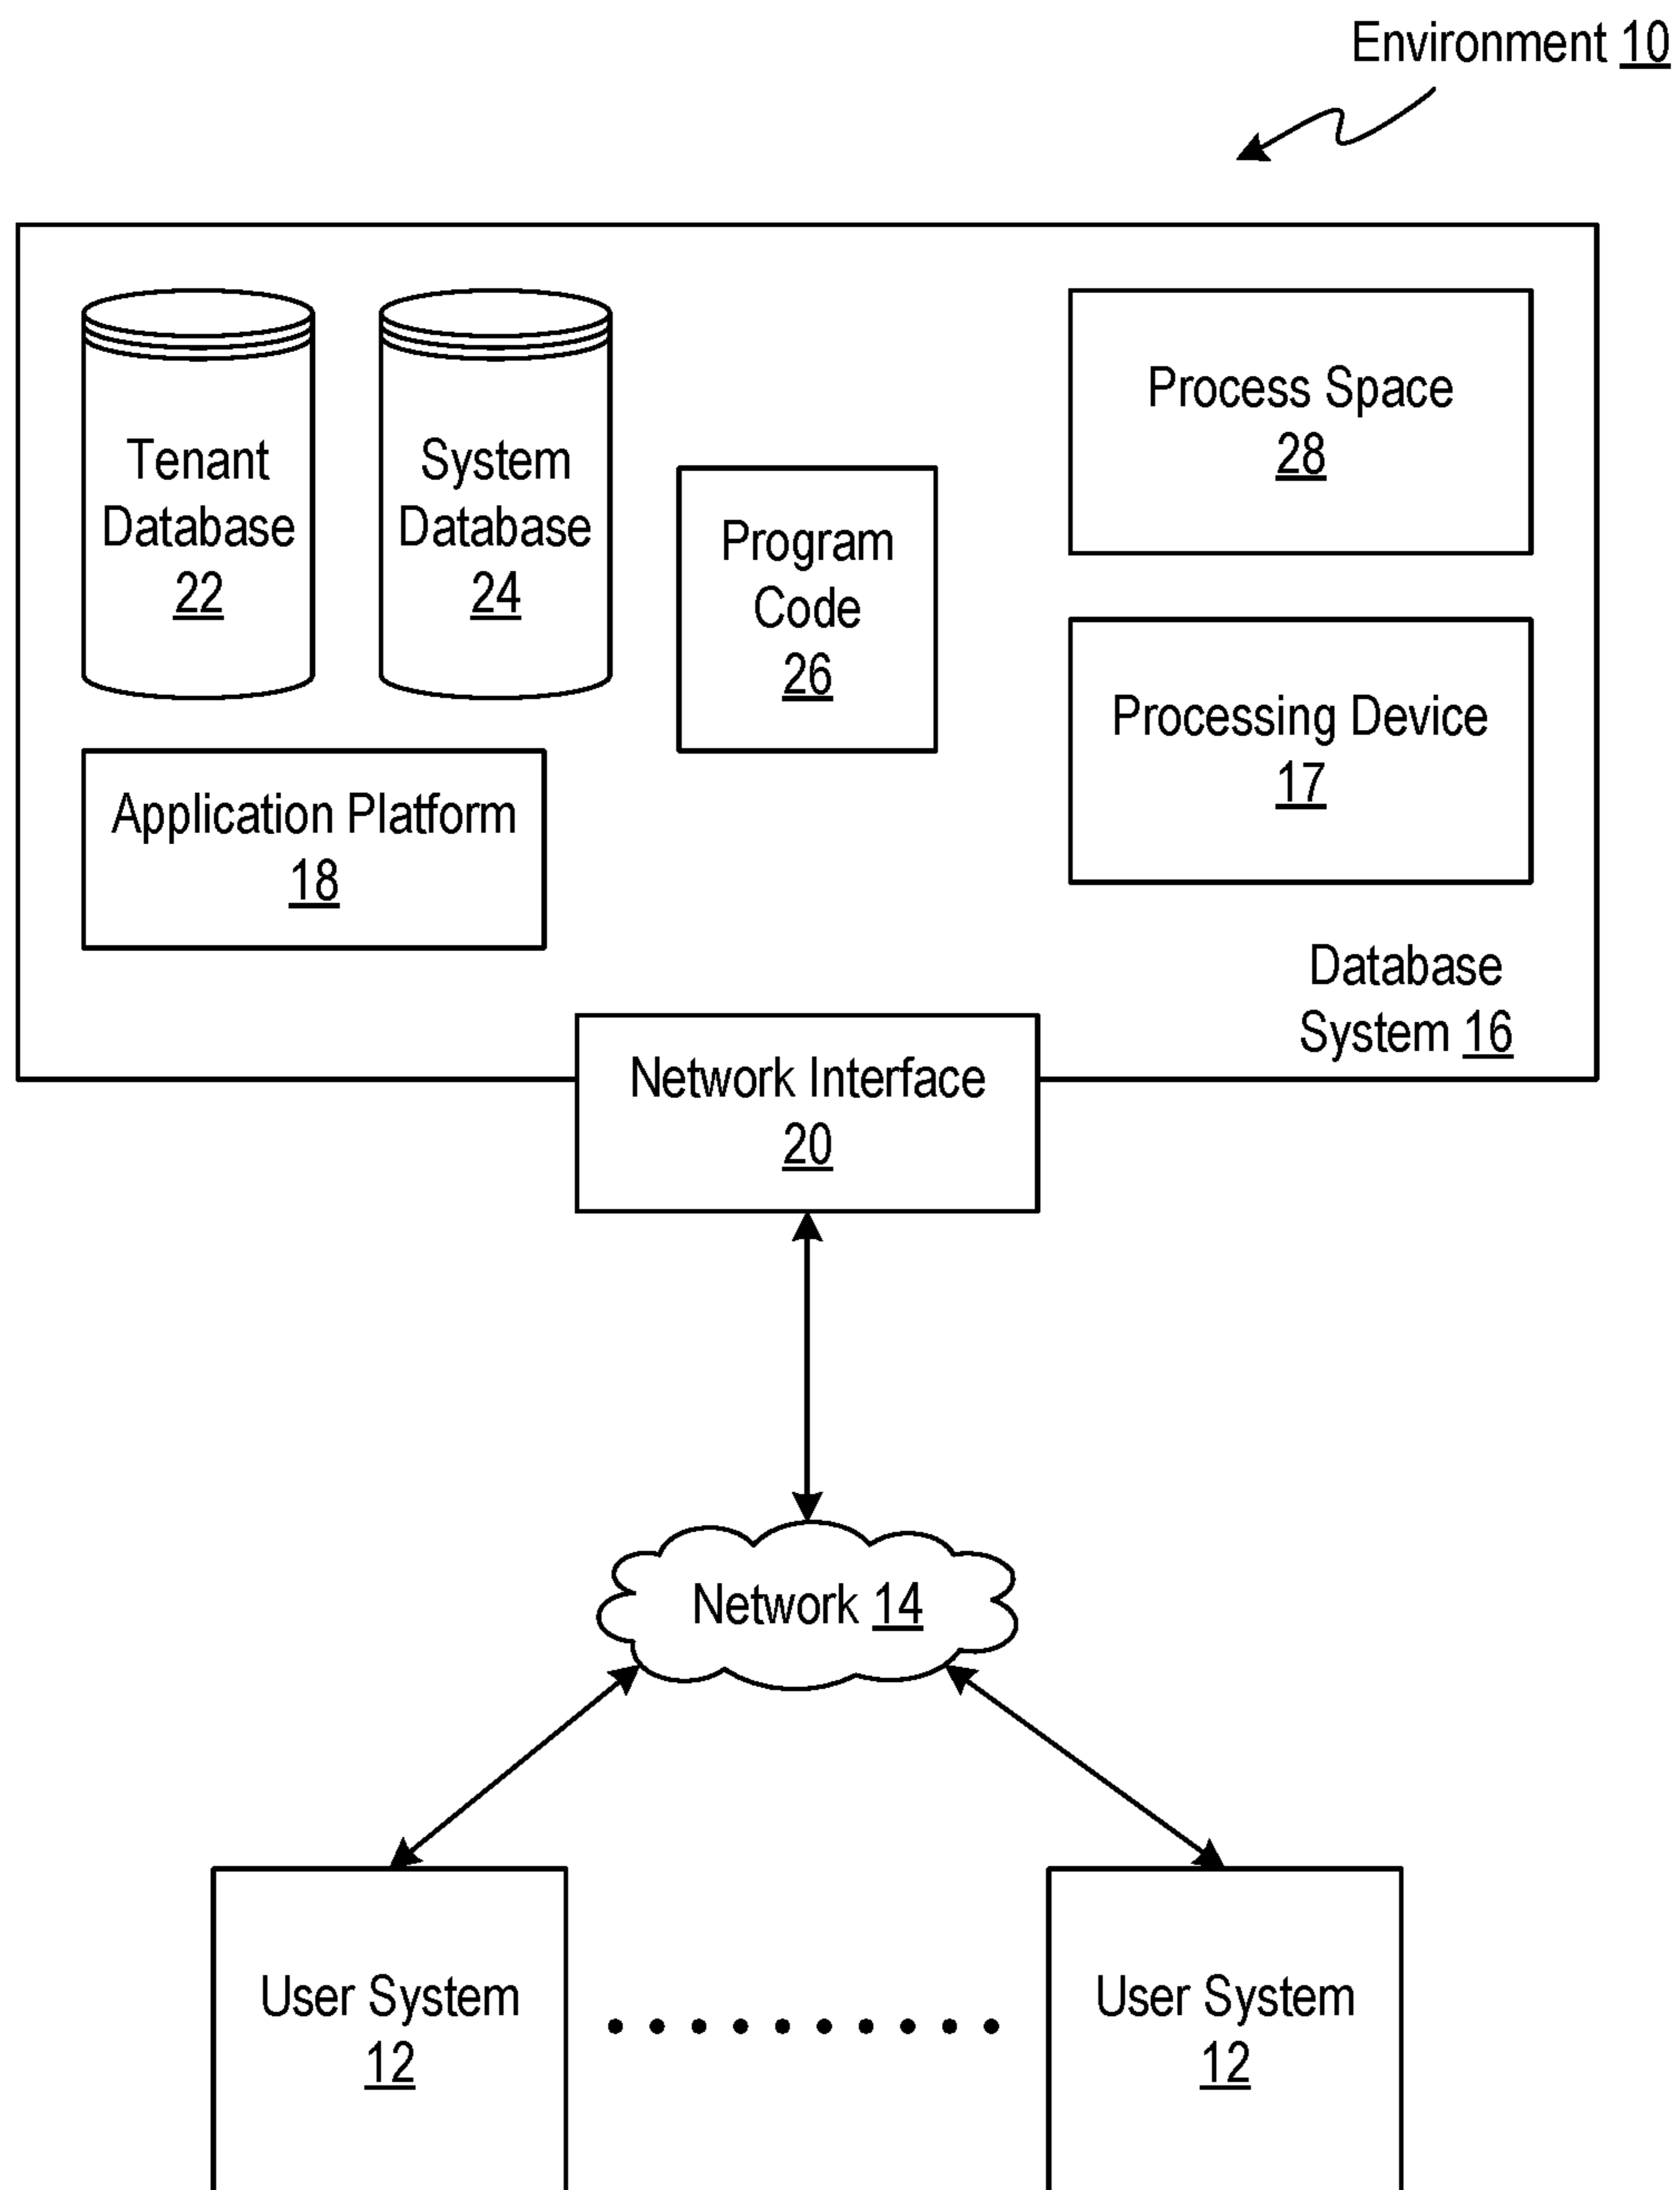 Environment 10
Tenant
Database
22
System
Database
24
Program
Code
26
Process Space
28
Processing Device
17
Application Platform
18
Database
System 16
Network Interface
20
Network 14
User System
12
User System
12